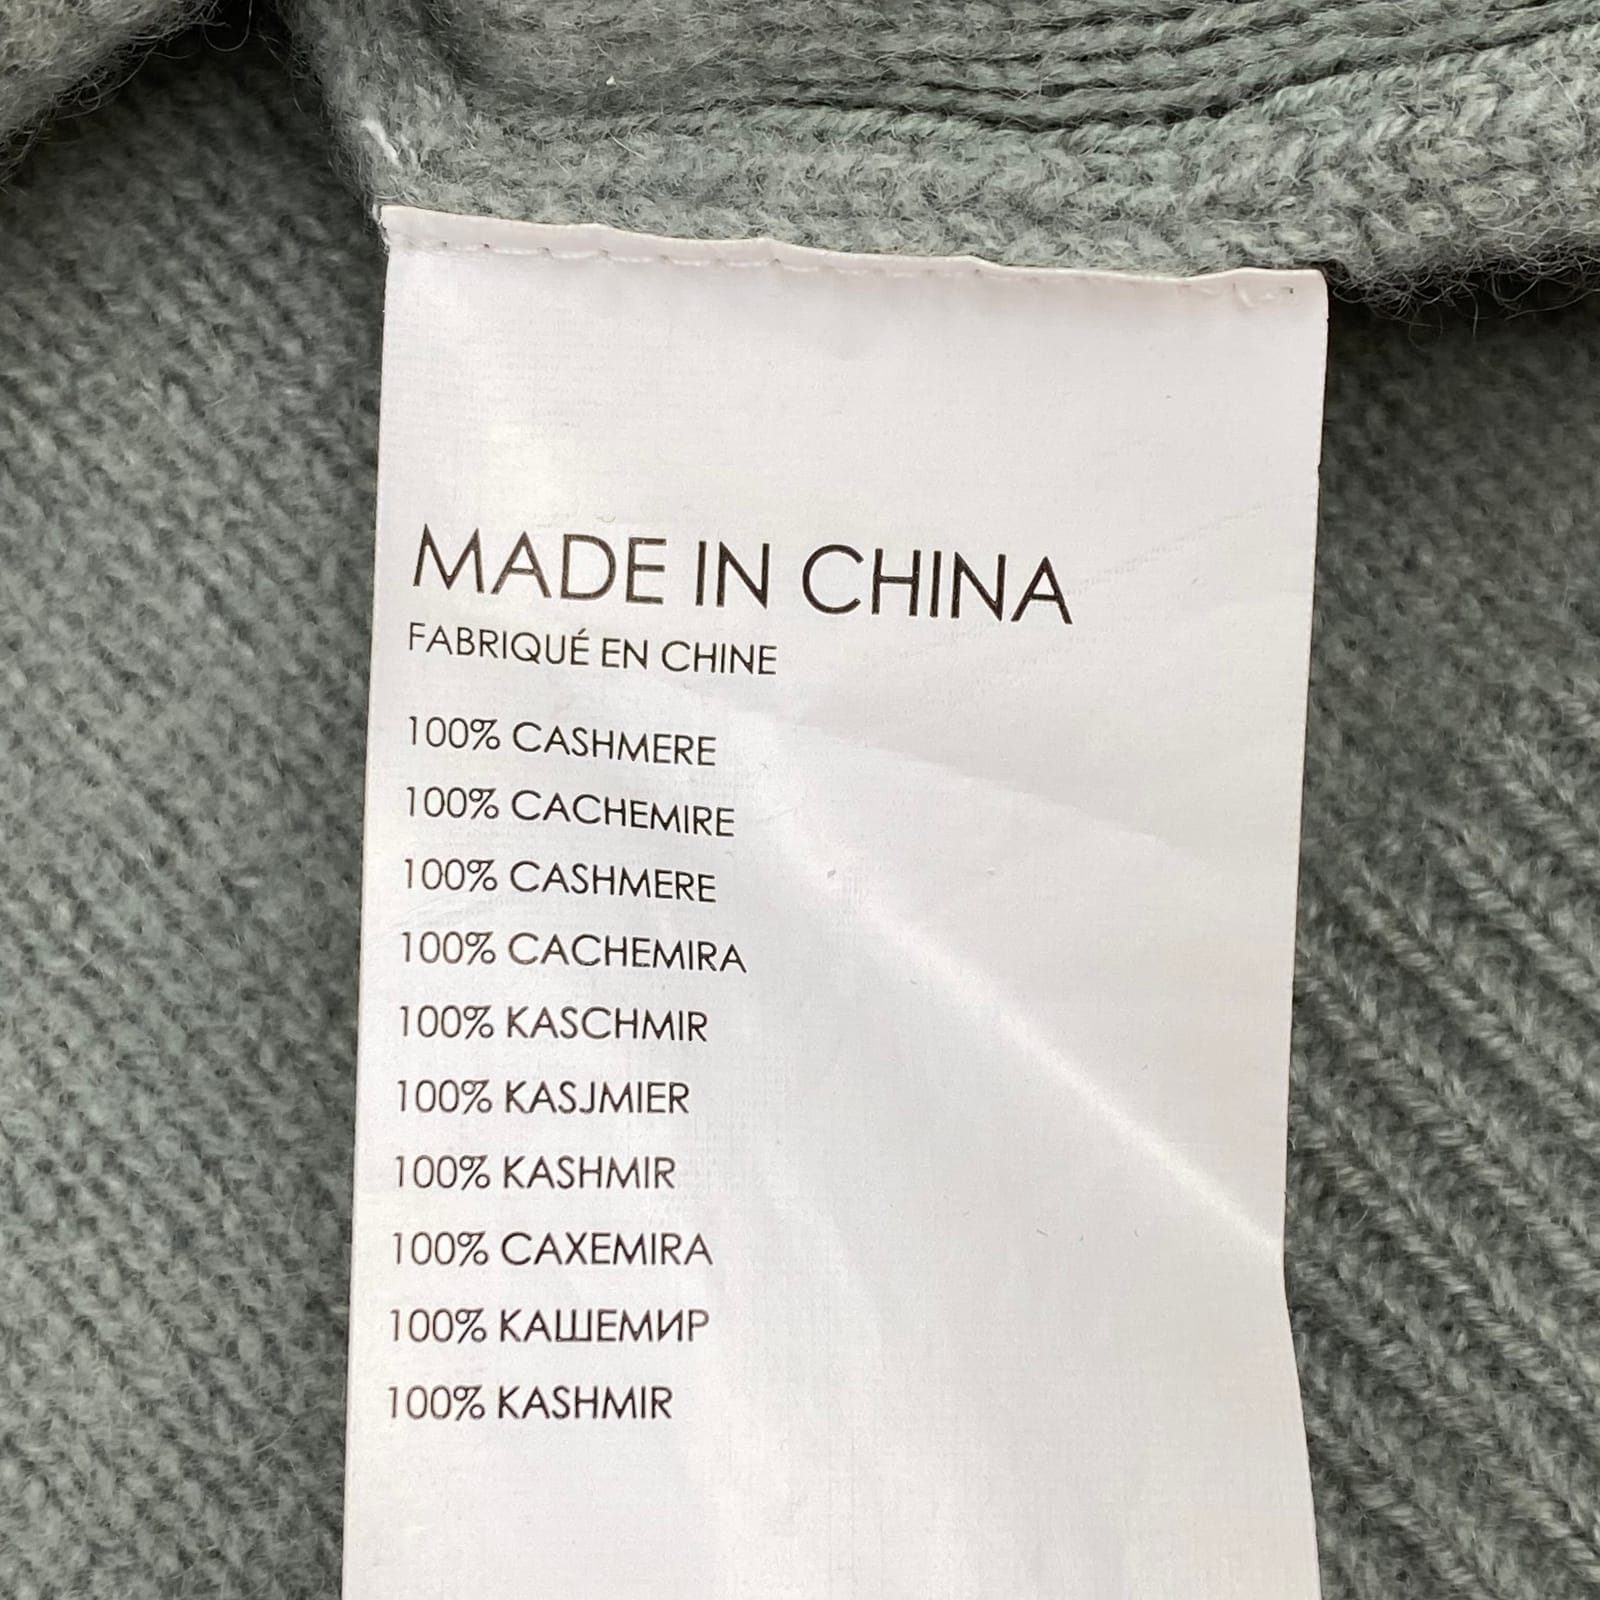 MADE IN CHINA
FABRIQUÉ EN CHINE
100% CASHMERE
100% CACHEMIRE
100% CASHMERE
100% CACHEMIRA
100% KASCHMIR
100% KASJMIER
100% KASHMIR
100% CAXEMIRA
100% КАШЕМИР
100% KASHMIR